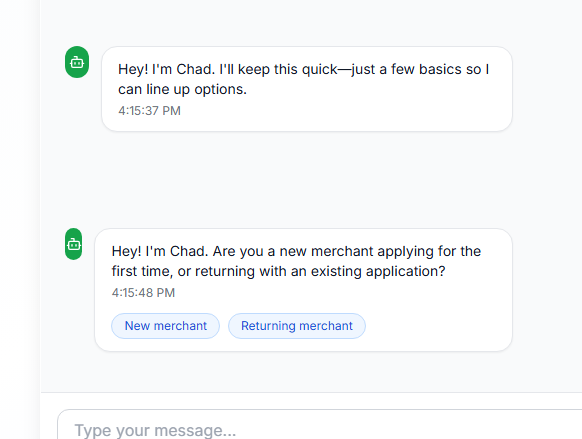 Hey! I'm Chad. I'll keep this quick—just a few basics so I
can line up options.
4:15:37 PM
Hey! I'm Chad. Are you a new merchant applying for the
first time, or returning with an existing application?
4:15:48 PM
New merchant
Returning merchant
Type your message...